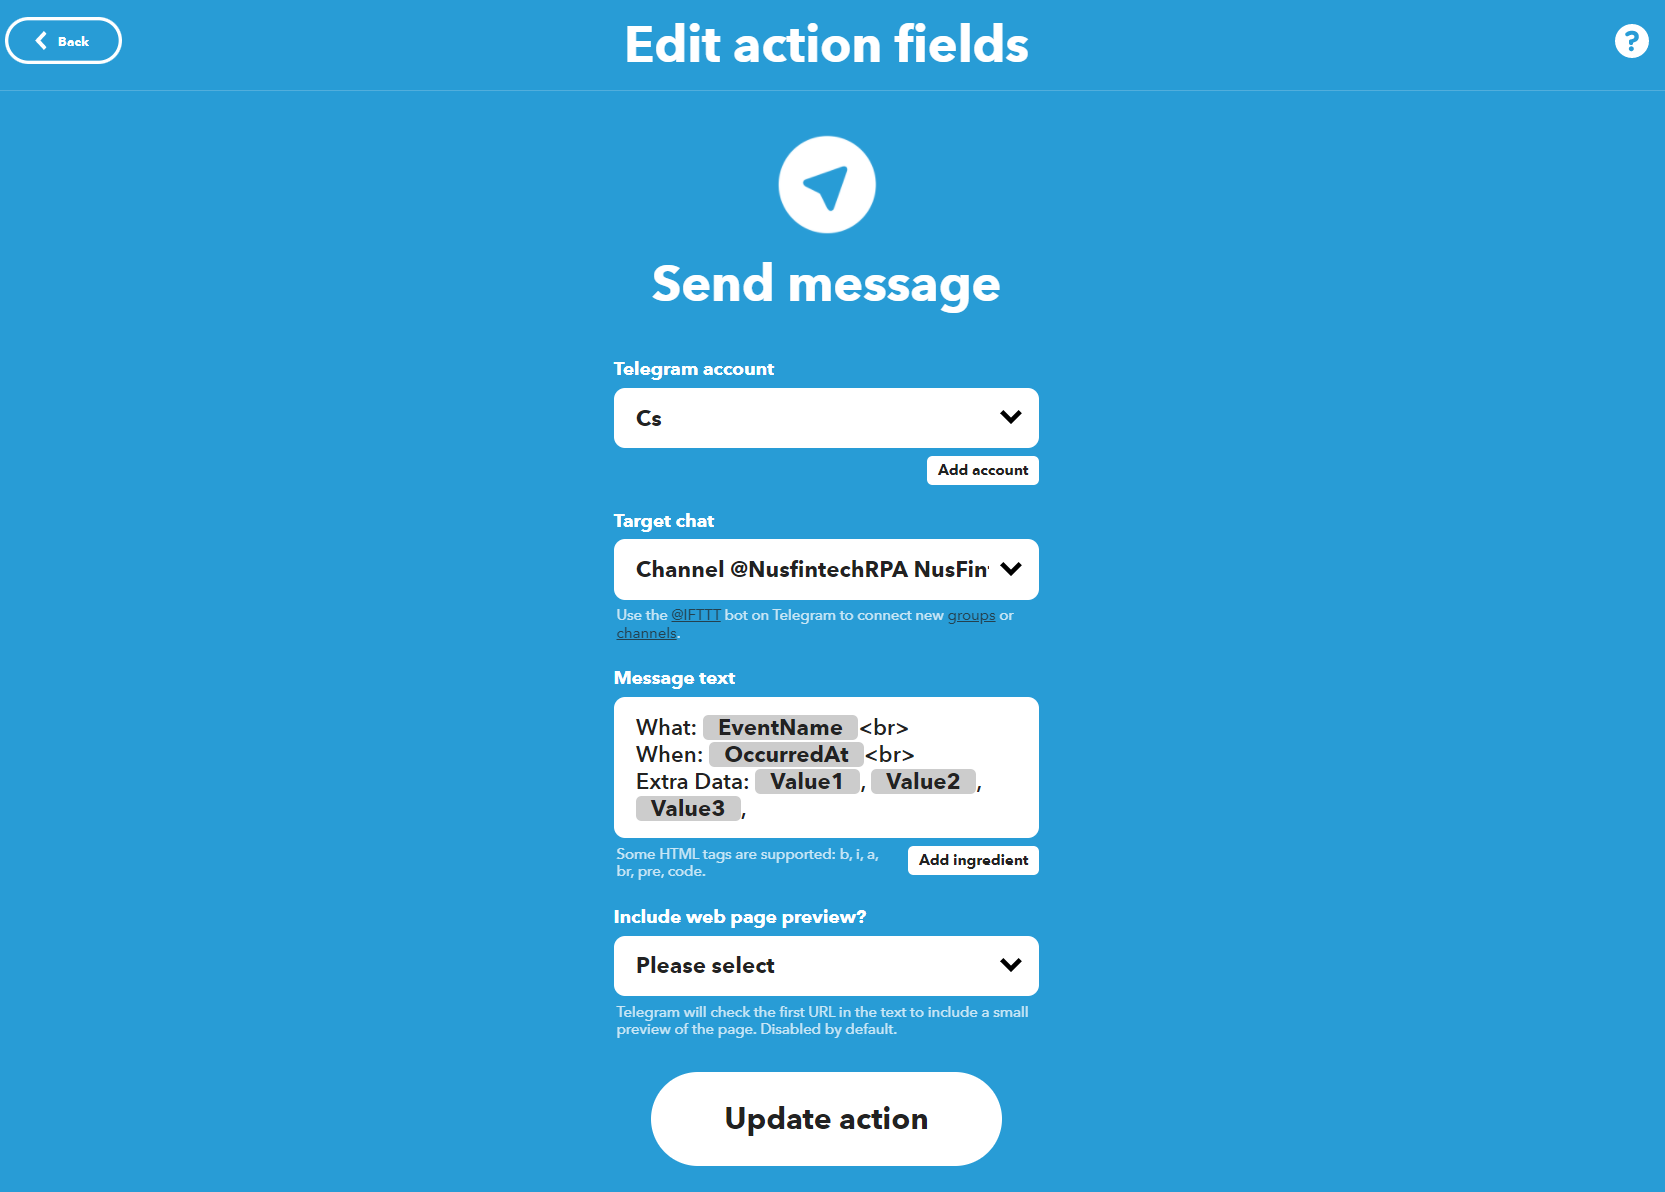 Back
Edit action fields
?
Send message
Telegram account
Cs
Add account
Target chat
Channel @NusfintechRPA NusFin
Use the @IFTTT bot on Telegram to connect new groups or
channels.
Message text
What: EventName <br>
When: OccurredAt <br>
Extra Data: Value1 , Value2 ,
Value3 ,
Some HTML tags are supported: b, i, a,
br, pre, code.
Add ingredient
Include web page preview?
Please select
Telegram will check the first URL in the text to include a small
preview of the page. Disabled by default.
Update action